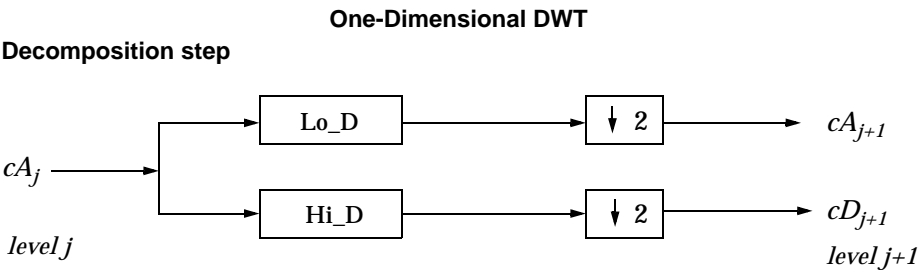 One-Dimensional DWT
Decomposition step
Lo_D
↓ 2
cA_{j+1}
cA_j
Hi_D
↓ 2
cD_{j+1}
level j
level j+1